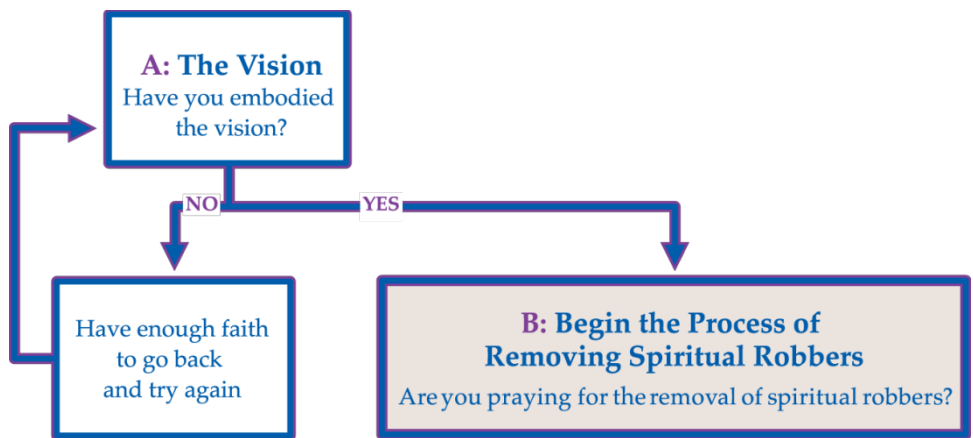 A: The Vision
Have you embodied
the vision?
NO
YES
Have enough faith
to go back
and try again
B: Begin the Process of
Removing Spiritual Robbers
Are you praying for the removal of spiritual robbers?